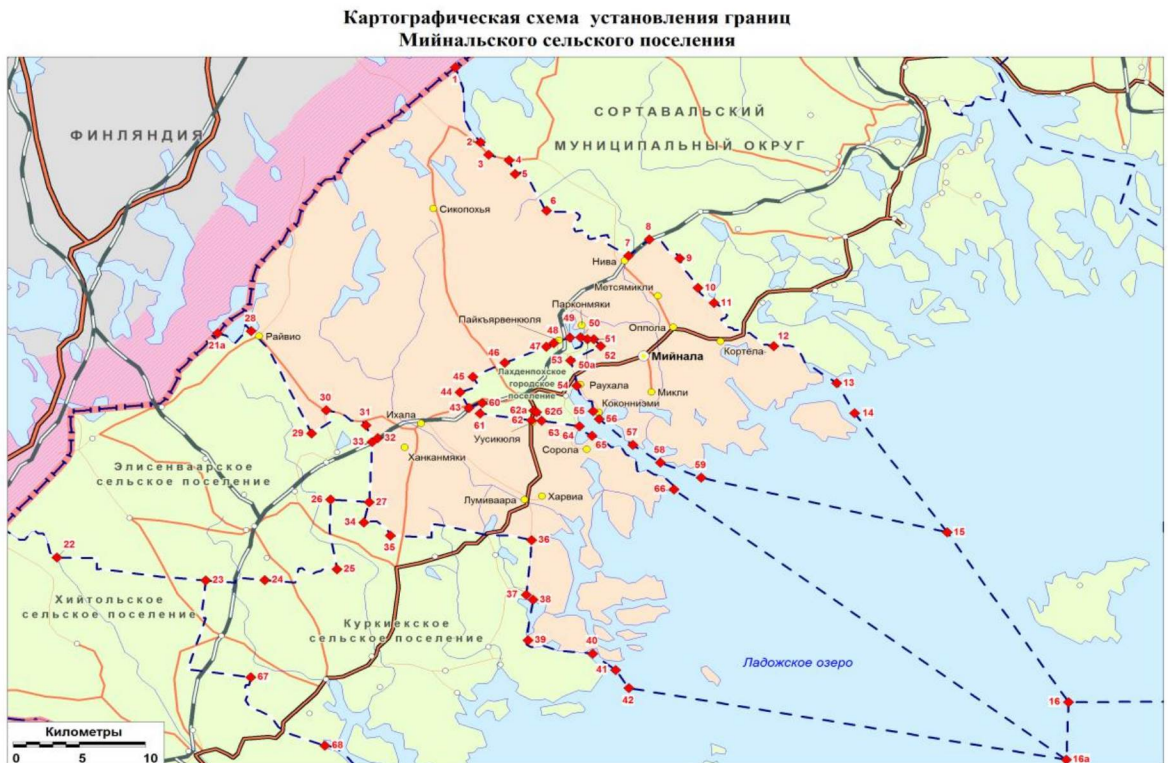 Картографическая схема установления границ
Мийнальского сельского поселения
1
ФИНЛЯНДИЯ
СОРТАВАЛЬСКИЙ
МУНИЦИПАЛЬНЫЙ ОКРУГ
2
3
4
5
Сикопохья
6
7
8
Нива
9
Метсямикли
10
11
Парконмяки
Пайкъярвенкюля
49
50
Оппола
21а
28
Райвио
48
47
51
52
12
Кортела
46
53
Мийнала
Лахденпохское
городское
поселение
50а
45
44
54
Раухала
Микли
13
43
60
61
62а
62б
55
Кокконниэми
56
14
30
31
Ихала
62
63
64
29
33
32
Уусикюля
65
57
Ханканмяки
Сорола
58
Элисенваарское
сельское поселение
59
66
26
27
Лумиваара
Харвиа
34
35
36
15
22
23
24
25
Хийтольское
сельское поселение
37
38
Куркиекское
сельское поселение
39
40
41
Ладожское озеро
67
42
16
Километры
0
5
10
68
16а